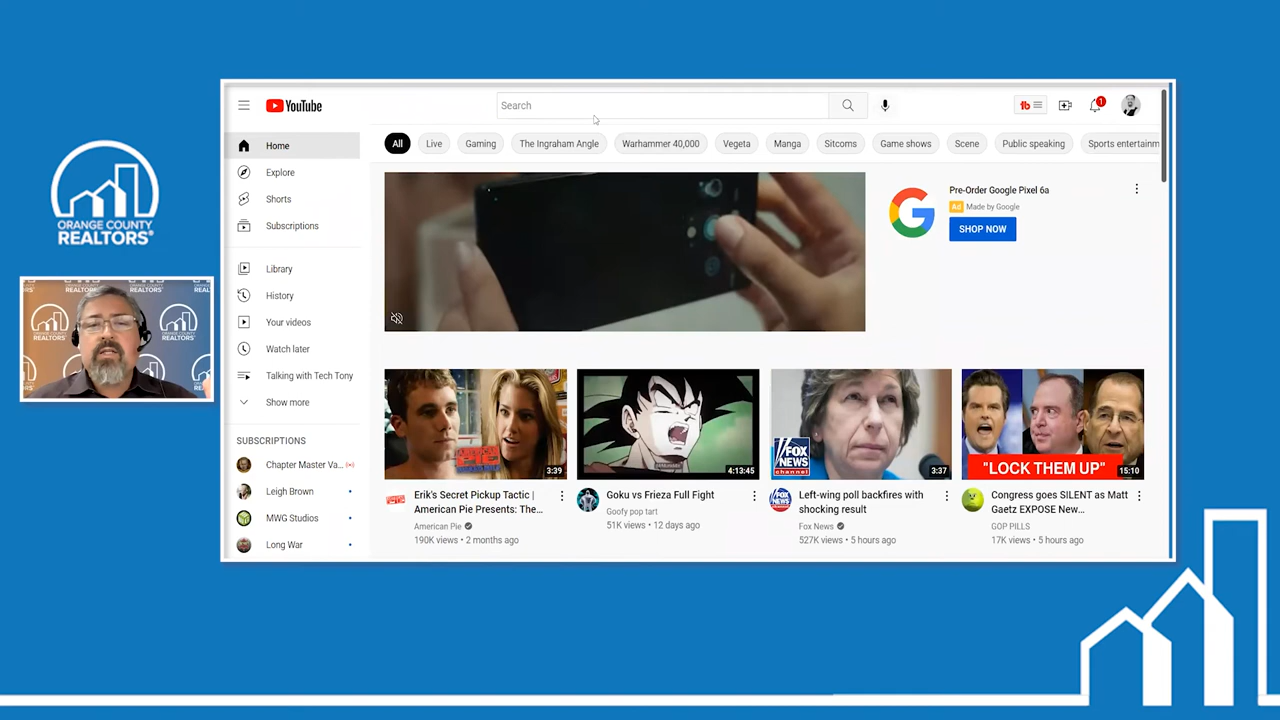 ORANGE COUNTY
REALTORS®
YouTube
Search
1
All
Live
Gaming
The Ingraham Angle
Warhammer 40,000
Vegeta
Manga
Sitcoms
Game shows
Scene
Public speaking
Sports entertainm
Home
Explore
Shorts
Subscriptions
Library
History
Your videos
Watch later
Talking with Tech Tony
Show more
SUBSCRIPTIONS
Chapter Master Va...
Leigh Brown
MWG Studios
Long War
Pre-Order Google Pixel 6a
Ad Made by Google
SHOP NOW
AMERICAN
PIE
3:39
Erik's Secret Pickup Tactic |
American Pie Presents: The...
American Pie
190K views • 2 months ago
4:13:45
Goku vs Frieza Full Fight
Goofy pop tart
51K views • 12 days ago
FOX
NEWS
channel
3:37
Left-wing poll backfires with
shocking result
Fox News
527K views • 5 hours ago
"LOCK THEM UP"
15:10
Congress goes SILENT as Matt
Gaetz EXPOSE New...
GOP PILLS
17K views • 5 hours ago